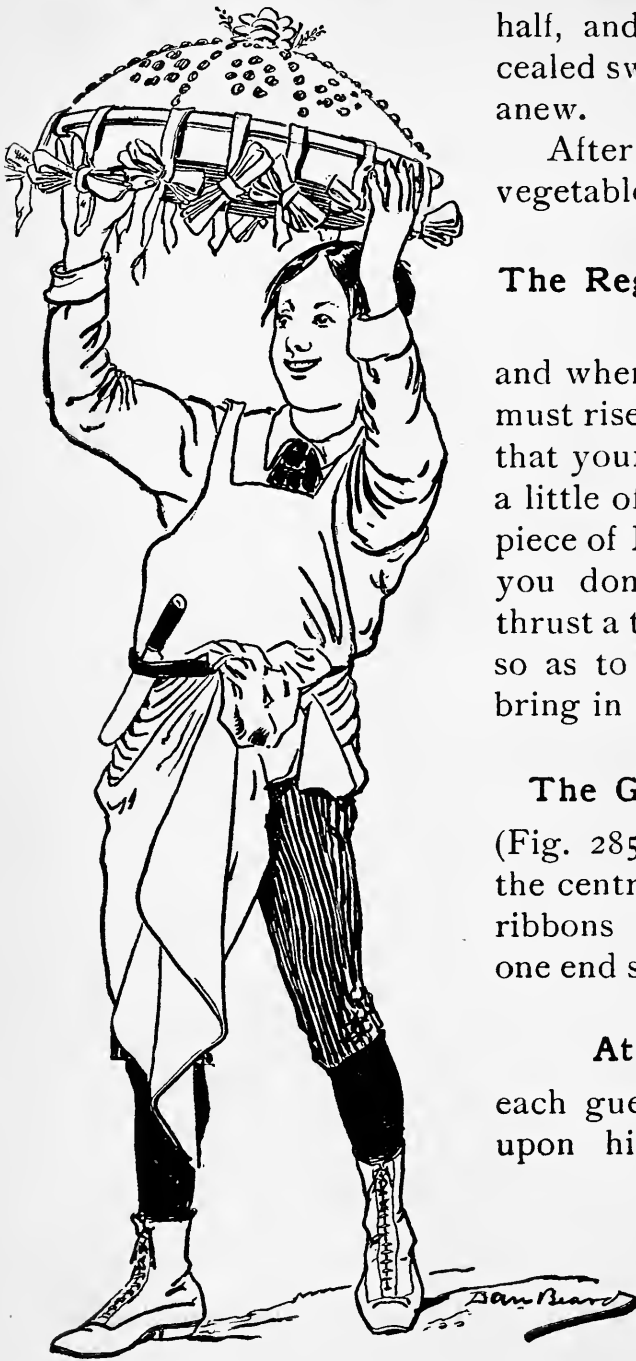 half, and
cealed sw
anew.
After
vegetable
The Reg
and when
must rise
that your
a little of
piece of
you don
thrust a t
so as to
bring in
The G
(Fig. 285
the centr
ribbons
one end s
At
each gue
upon hi
Dan Beard